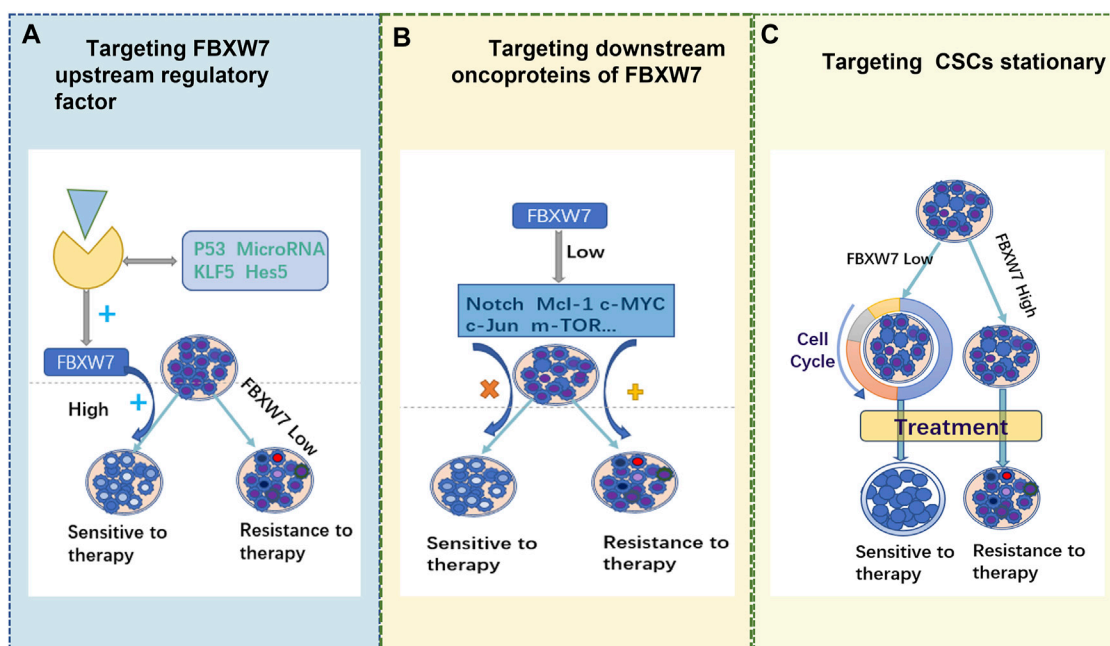 A
Targeting FBXW7
upstream regulatory
factor
P53 MicroRNA
KLF5 Hes5
FBXW7
High
FBXW7 Low
Sensitive to
therapy
Resistance to
therapy
B
Targeting downstream
oncoproteins of FBXW7
FBXW7
Low
Notch Mcl-1 c-MYC
c-Jun m-TOR...
Sensitive to
therapy
Resistance to
therapy
C
Targeting CSCs stationary
FBXW7 Low
FBXW7 High
Cell
Cycle
Treatment
Sensitive to
therapy
Resistance to
therapy